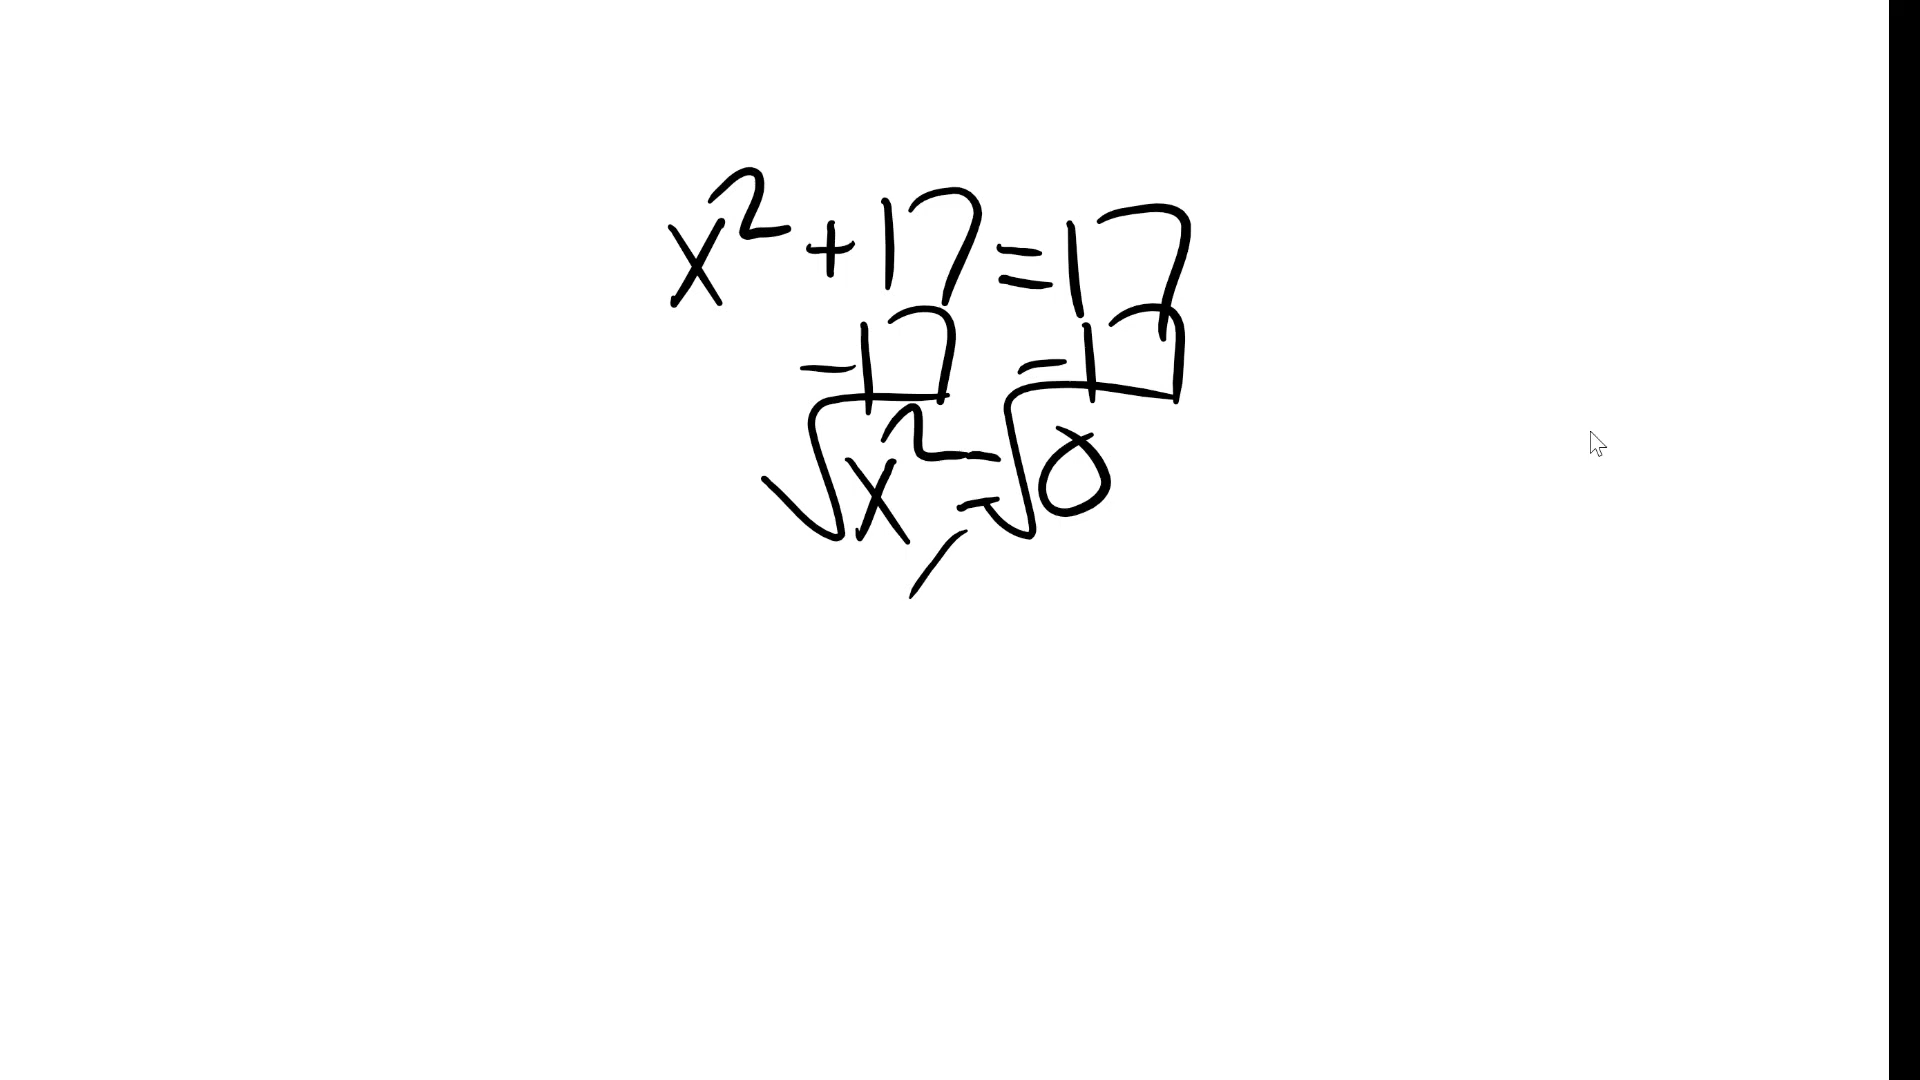 x² + 17 = 17
-17 -17
√x² = √0